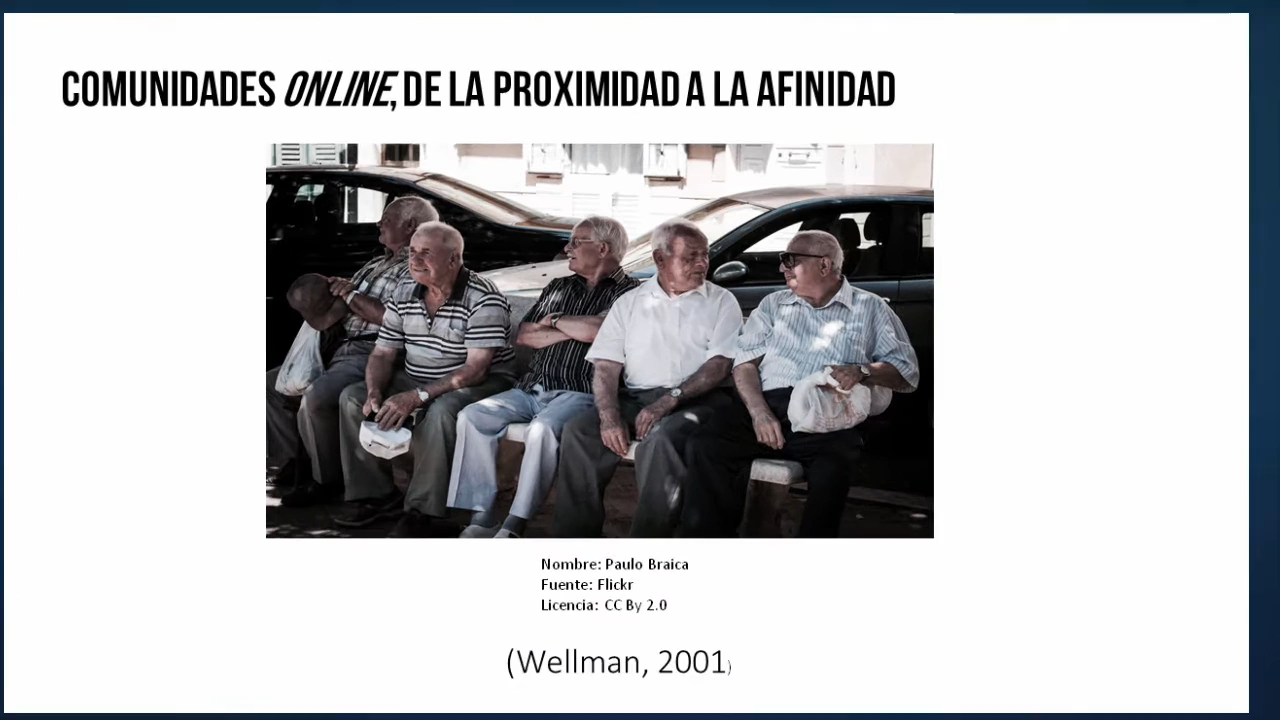 COMUNIDADES ONLINE, DE LA PROXIMIDAD A LA AFINIDAD
Nombre: Paulo Braica
Fuente: Flickr
Licencia: CC By 2.0
(Wellman, 2001)